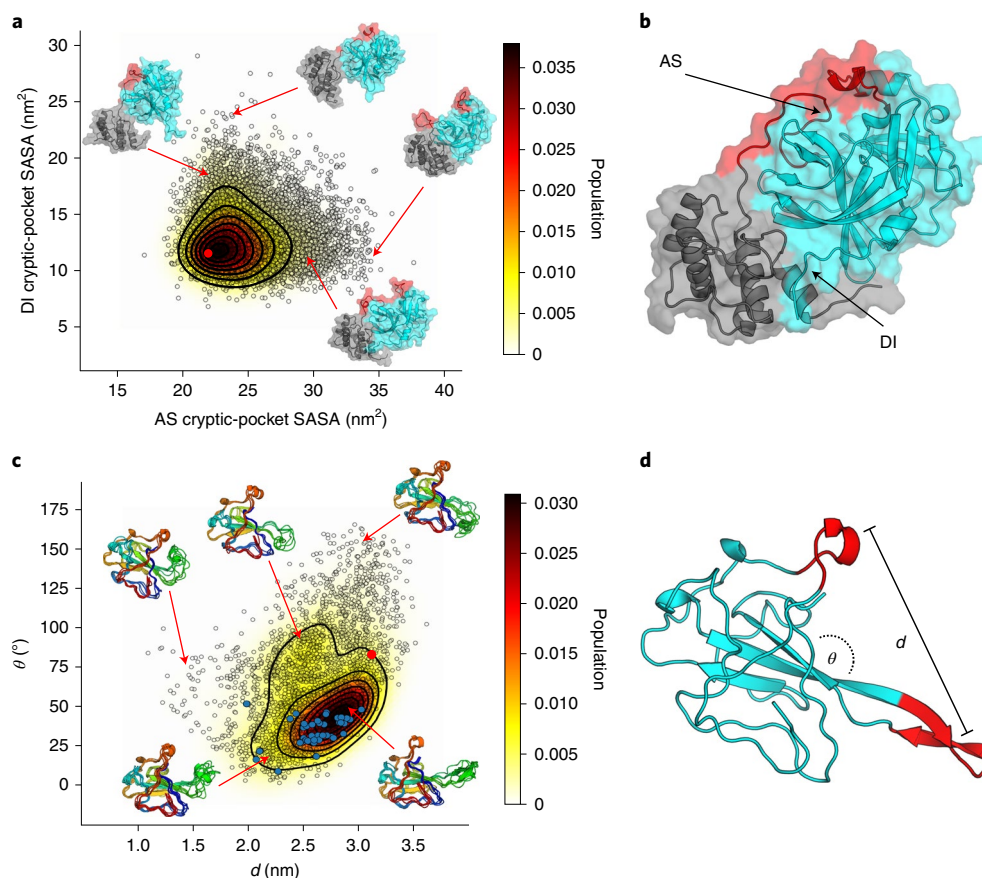 a
30
25
20
15
10
5
DI cryptic-pocket SASA (nm²)
15 20 25 30 35 40
AS cryptic-pocket SASA (nm²)
0.035
0.030
0.025
0.020
0.015
0.010
0.005
0
Population
b
AS
DI
c
175
150
125
100
75
50
25
0
θ (°)
1.0 1.5 2.0 2.5 3.0 3.5
d (nm)
0.030
0.025
0.020
0.015
0.010
0.005
0
Population
d
θ
d